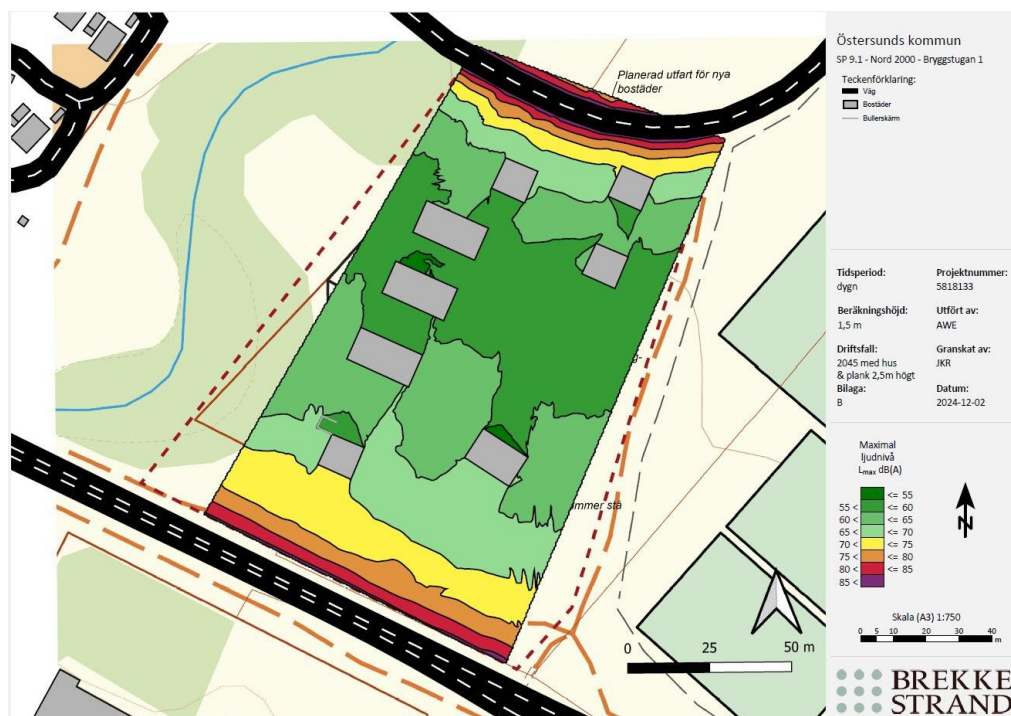 Planerad utfart för nya
bostäder
g-
ommer sta
0 25 50 m
Östersunds kommun
SP 9.1 - Nord 2000 - Bryggstugan 1
Teckenförklaring:
Väg
Bostäder
Bullerskärm
Tidsperiod:
dygn
Projektnummer:
5818133
Beräkningshöjd:
1,5 m
Utfört av:
AWE
Driftsfall:
2045 med hus
& plank 2,5m högt
Granskat av:
JKR
Bilaga:
B
Datum:
2024-12-02
Maximal
ljudnivå
Lmax dB(A)
<= 55
55 < <= 60
60 < <= 65
65 < <= 70
70 < <= 75
75 < <= 80
80 < <= 85
85 <
N
Skala (A3) 1:750
0 5 10 20 30 40
m
BREKKE
STRAND